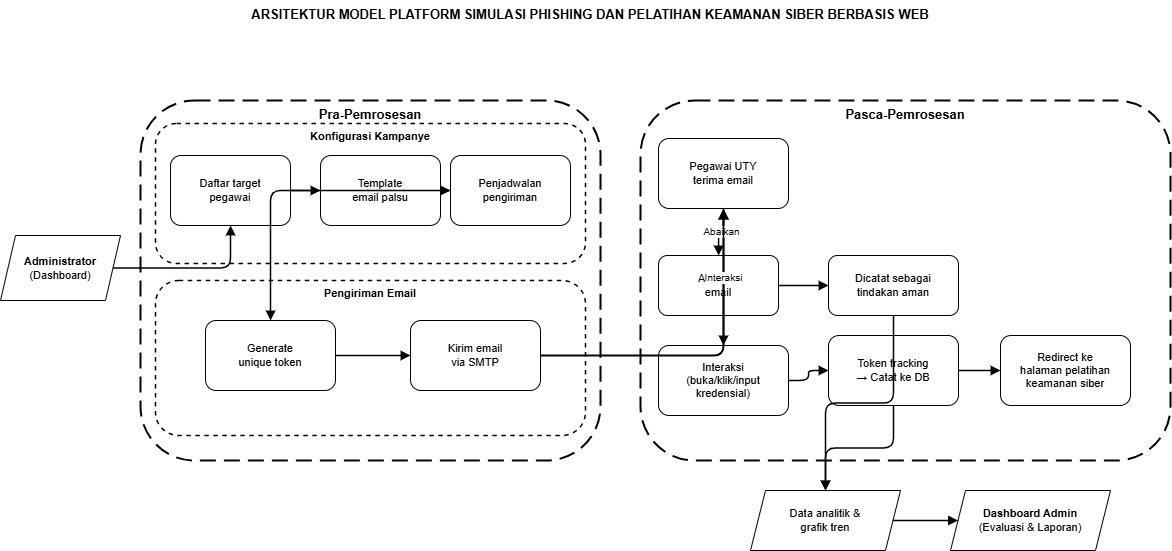 ARSITEKTUR MODEL PLATFORM SIMULASI PHISHING DAN PELATIHAN KEAMANAN SIBER BERBASIS WEB
Pra-Pemrosesan
Konfigurasi Kampanye
Daftar target
pegawai
Template
email palsu
Penjadwalan
pengiriman
Administrator
(Dashboard)
Pengiriman Email
Generate
unique token
Kirim email
via SMTP
Pasca-Pemrosesan
Pegawai UTY
terima email
Abaikan
AInteraksi
email
Dicatat sebagai
tindakan aman
Interaksi
(buka/klik/input
kredensial)
Token tracking
→ Catat ke DB
Redirect ke
halaman pelatihan
keamanan siber
Data analitik &
grafik tren
Dashboard Admin
(Evaluasi & Laporan)